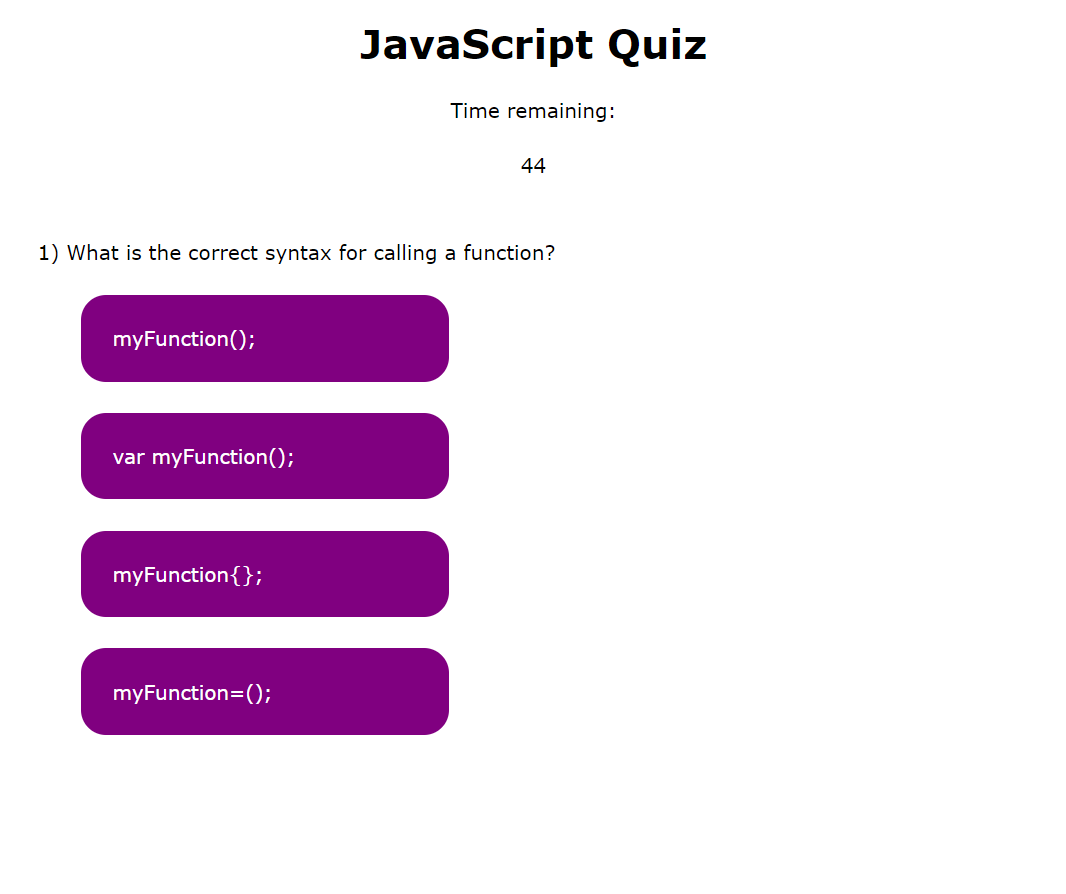 JavaScript Quiz
Time remaining:
44
1) What is the correct syntax for calling a function?
myFunction();
var myFunction();
myFunction{};
myFunction=();